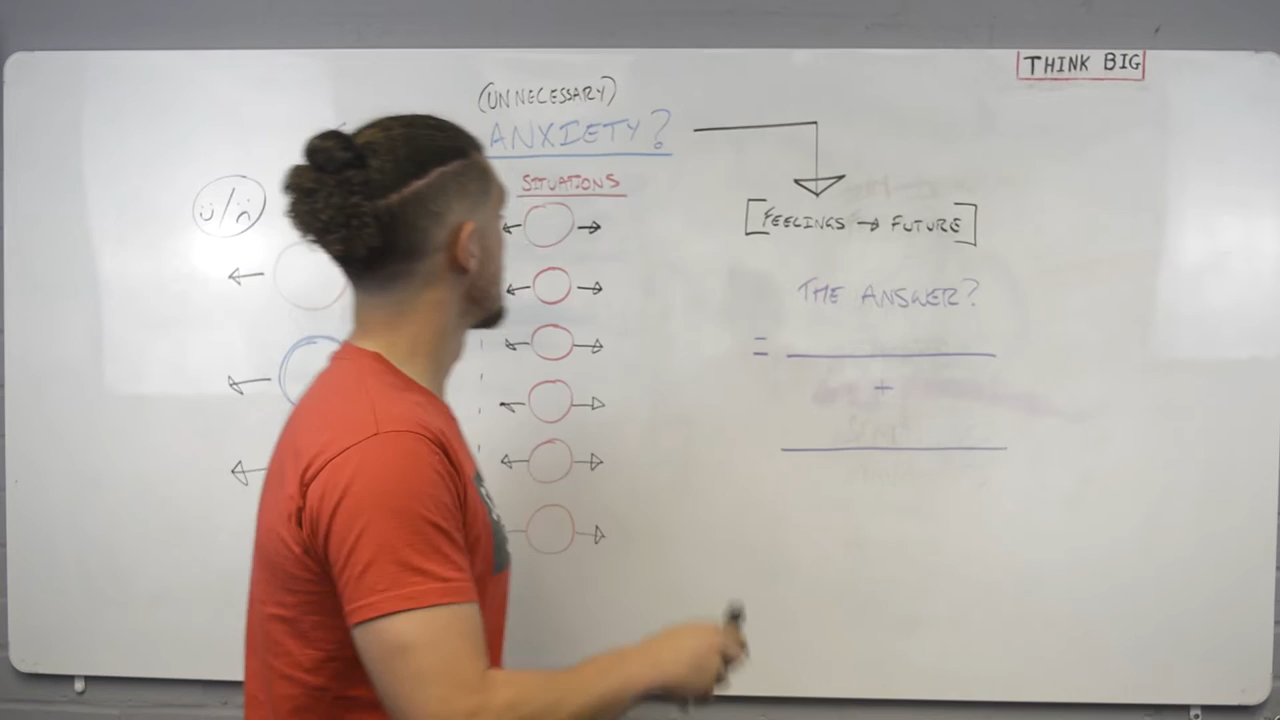 THINK BIG
(UNNECESSARY)
ANXIETY?
SITUATIONS
[FEELINGS → FUTURE]
THE ANSWER?
=
+